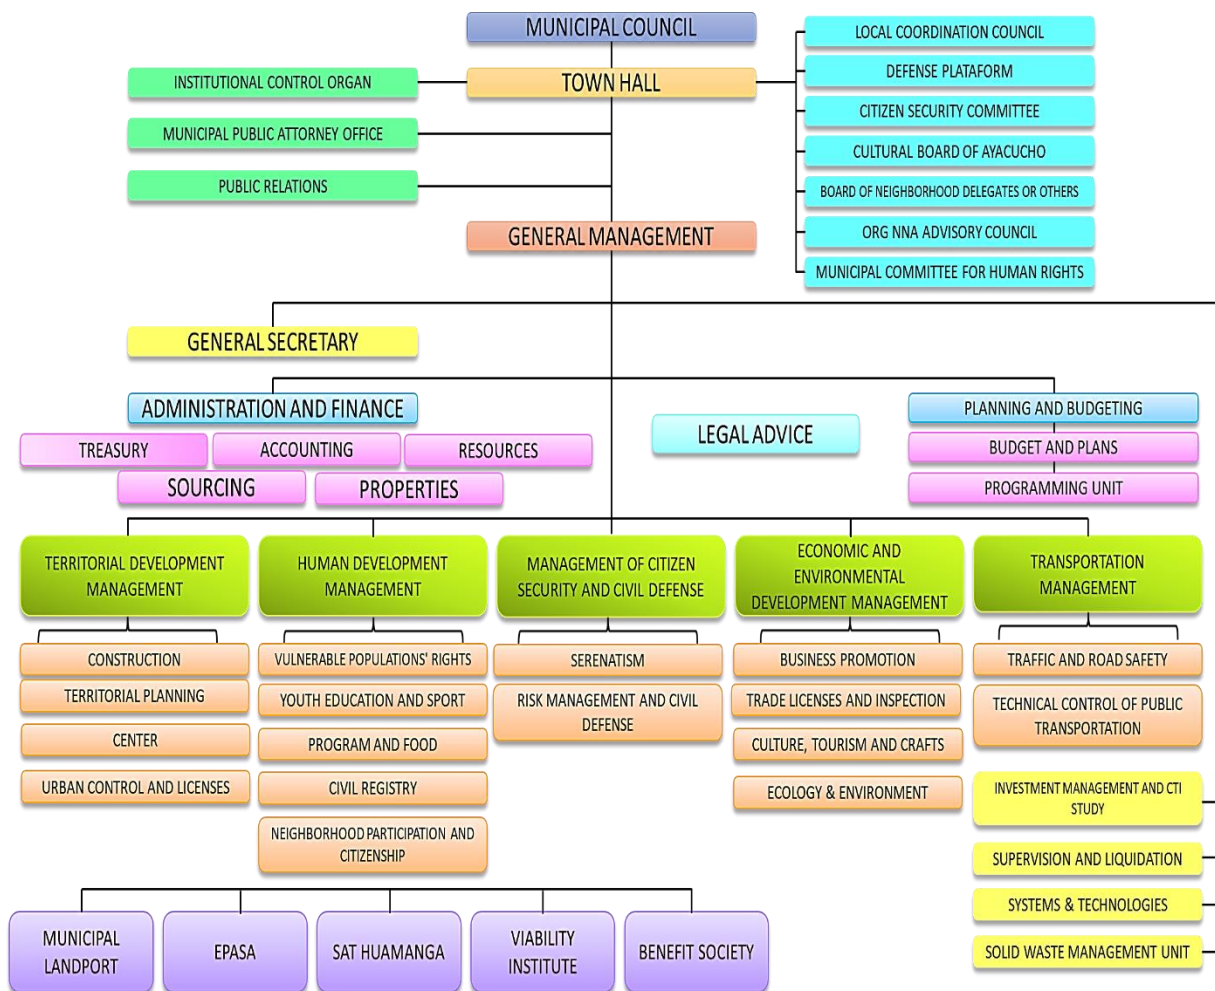 MUNICIPAL COUNCIL
TOWN HALL
INSTITUTIONAL CONTROL ORGAN
MUNICIPAL PUBLIC ATTORNEY OFFICE
PUBLIC RELATIONS
LOCAL COORDINATION COUNCIL
DEFENSE PLATAFORM
CITIZEN SECURITY COMMITTEE
CULTURAL BOARD OF AYACUCHO
BOARD OF NEIGHBORHOOD DELEGATES OR OTHERS
ORG NNA ADVISORY COUNCIL
MUNICIPAL COMMITTEE FOR HUMAN RIGHTS
GENERAL MANAGEMENT
GENERAL SECRETARY
ADMINISTRATION AND FINANCE
TREASURY
ACCOUNTING
RESOURCES
SOURCING
PROPERTIES
LEGAL ADVICE
PLANNING AND BUDGETING
BUDGET AND PLANS
PROGRAMMING UNIT
TERRITORIAL DEVELOPMENT
MANAGEMENT
CONSTRUCTION
TERRITORIAL PLANNING
CENTER
URBAN CONTROL AND LICENSES
HUMAN DEVELOPMENT
MANAGEMENT
VULNERABLE POPULATIONS' RIGHTS
YOUTH EDUCATION AND SPORT
PROGRAM AND FOOD
CIVIL REGISTRY
NEIGHBORHOOD PARTICIPATION AND
CITIZENSHIP
MANAGEMENT OF CITIZEN
SECURITY AND CIVIL DEFENSE
SERENATISM
RISK MANAGEMENT AND CIVIL
DEFENSE
ECONOMIC AND
ENVIRONMENTAL
DEVELOPMENT MANAGEMENT
BUSINESS PROMOTION
TRADE LICENSES AND INSPECTION
CULTURE, TOURISM AND CRAFTS
ECOLOGY & ENVIRONMENT
TRANSPORTATION
MANAGEMENT
TRAFFIC AND ROAD SAFETY
TECHNICAL CONTROL OF PUBLIC
TRANSPORTATION
INVESTMENT MANAGEMENT AND CTI
STUDY
SUPERVISION AND LIQUIDATION
SYSTEMS & TECHNOLOGIES
SOLID WASTE MANAGEMENT UNIT
MUNICIPAL
LANDPORT
EPASA
SAT HUAMANGA
VIABILITY
INSTITUTE
BENEFIT SOCIETY